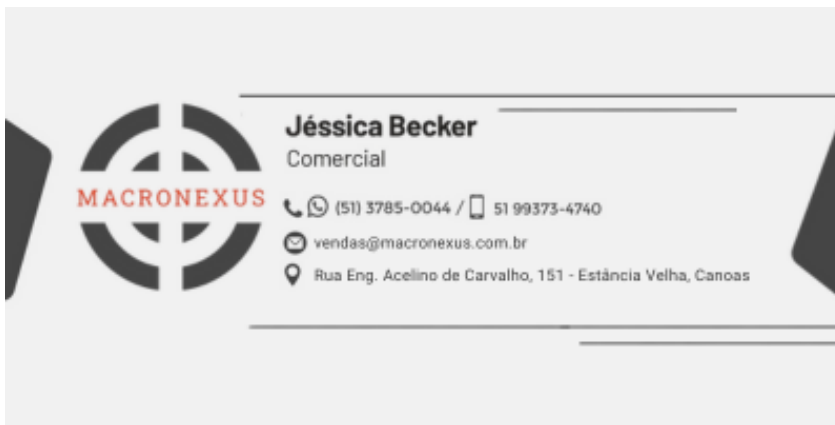 MACRONEXUS
Jéssica Becker
Comercial
(51) 3785-0044 / 51 99373-4740
vendas@macronexus.com.br
Rua Eng. Acelino de Carvalho, 151 - Estância Velha, Canoas